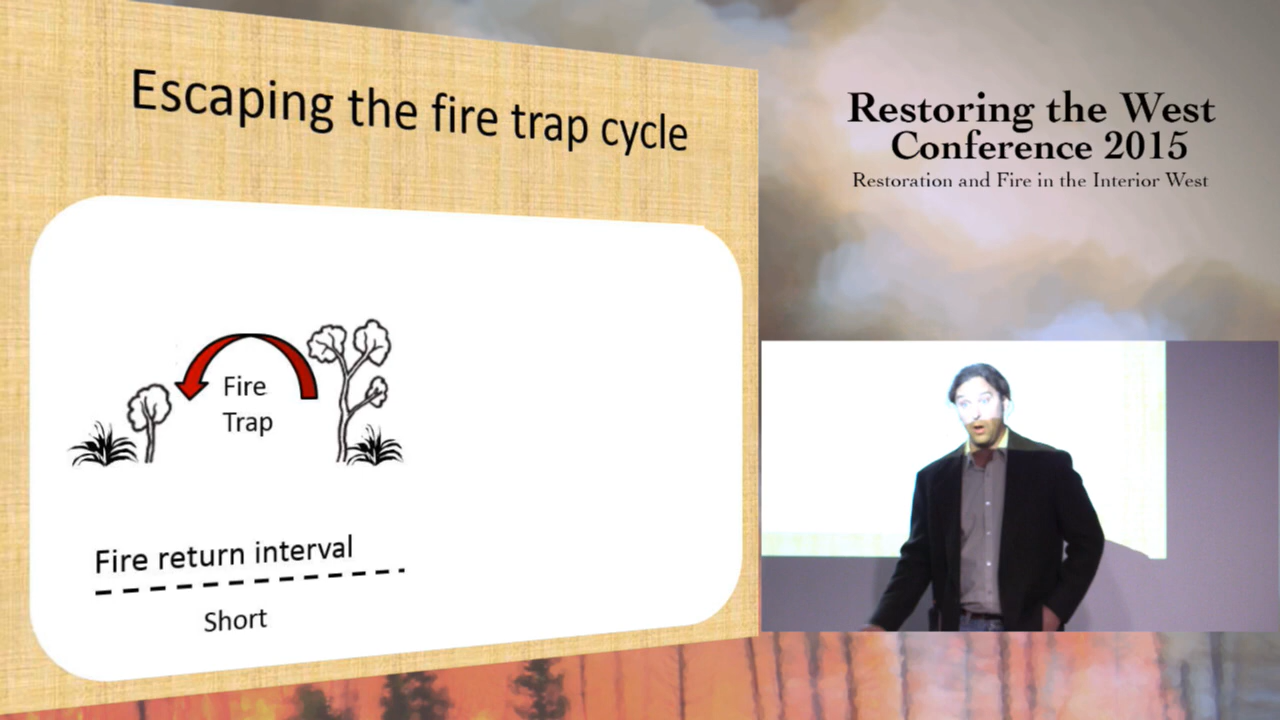 Escaping the fire trap cycle
Fire
Trap
Fire return interval
Short
Restoring the West
Conference 2015
Restoration and Fire in the Interior West